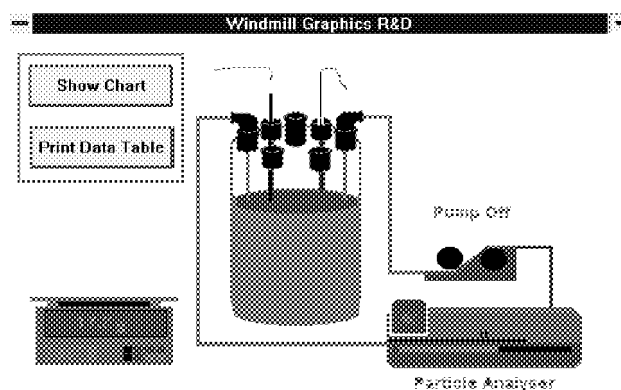 Windmill Graphics R&D
Show Chart
Print Data Table
Pump Off
Particle Analyser